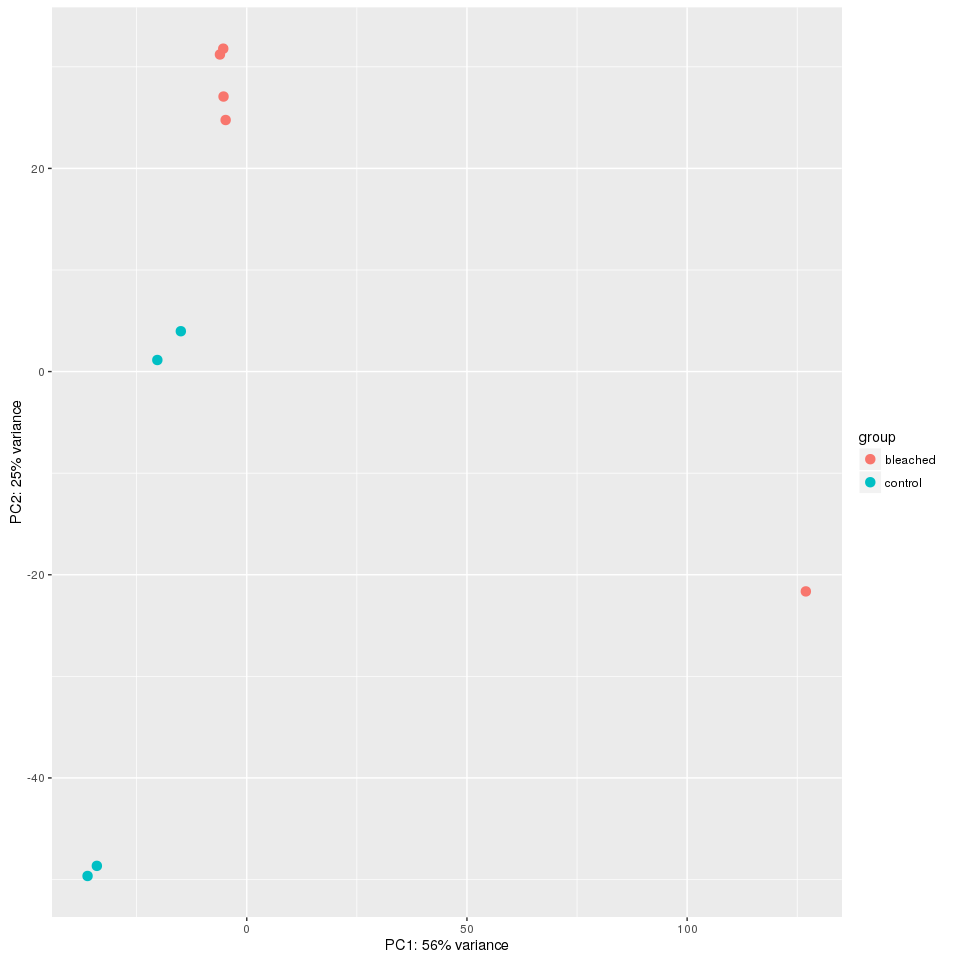 20
0
-20
-40
PC2: 25% variance
0
50
100
PC1: 56% variance
group
bleached
control